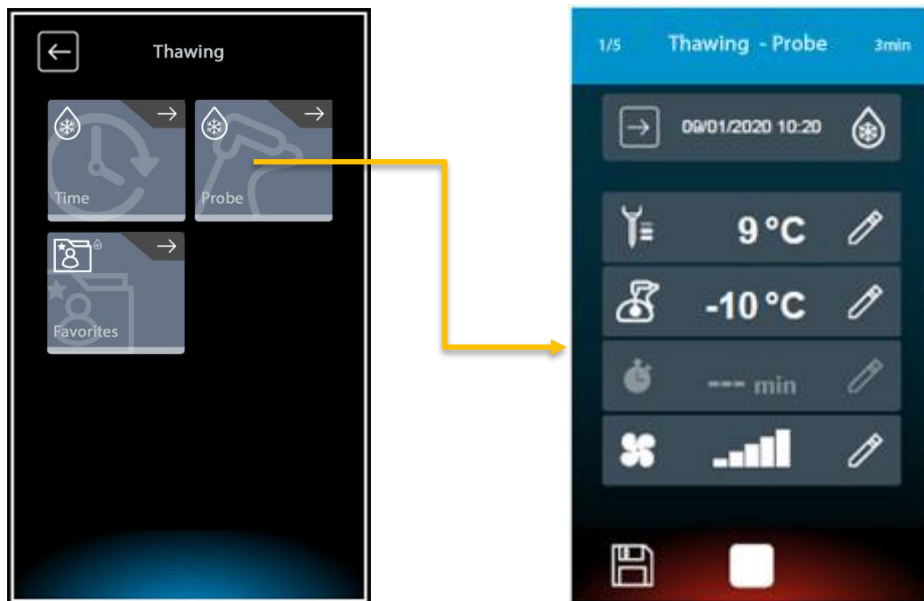 Thawing
Time
Probe
Favorites
1/5 Thawing - Probe 3min
09/01/2020 10:20
9 °C
-10 °C
--- min